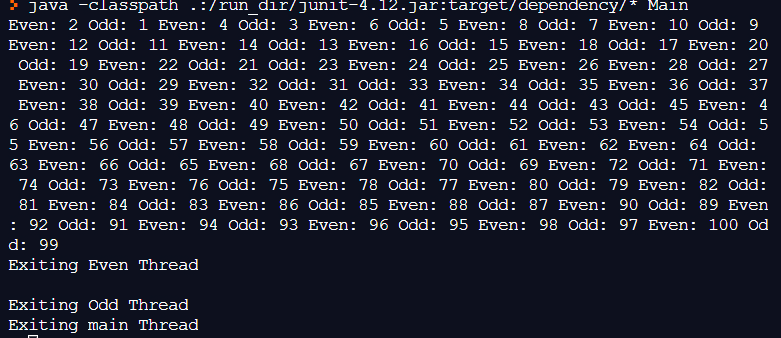 java -classpath .:/run_dir/junit-4.12.jar:target/dependency/* Main
Even: 2 Odd: 1 Even: 4 Odd: 3 Even: 6 Odd: 5 Even: 8 Odd: 7 Even: 10 Odd: 9
Even: 12 Odd: 11 Even: 14 Odd: 13 Even: 16 Odd: 15 Even: 18 Odd: 17 Even: 20
Odd: 19 Even: 22 Odd: 21 Odd: 23 Even: 24 Odd: 25 Even: 26 Even: 28 Odd: 27
Even: 30 Odd: 29 Even: 32 Odd: 31 Odd: 33 Even: 34 Odd: 35 Even: 36 Odd: 37
Even: 38 Odd: 39 Even: 40 Even: 42 Odd: 41 Even: 44 Odd: 43 Odd: 45 Even: 4
6 Odd: 47 Even: 48 Odd: 49 Even: 50 Odd: 51 Even: 52 Odd: 53 Even: 54 Odd: 5
5 Even: 56 Odd: 57 Even: 58 Odd: 59 Even: 60 Odd: 61 Even: 62 Even: 64 Odd:
63 Even: 66 Odd: 65 Even: 68 Odd: 67 Even: 70 Odd: 69 Even: 72 Odd: 71 Even:
74 Odd: 73 Even: 76 Odd: 75 Even: 78 Odd: 77 Even: 80 Odd: 79 Even: 82 Odd:
81 Even: 84 Odd: 83 Even: 86 Odd: 85 Even: 88 Odd: 87 Even: 90 Odd: 89 Even
: 92 Odd: 91 Even: 94 Odd: 93 Even: 96 Odd: 95 Even: 98 Odd: 97 Even: 100 Od
d: 99
Exiting Even Thread
Exiting Odd Thread
Exiting main Thread